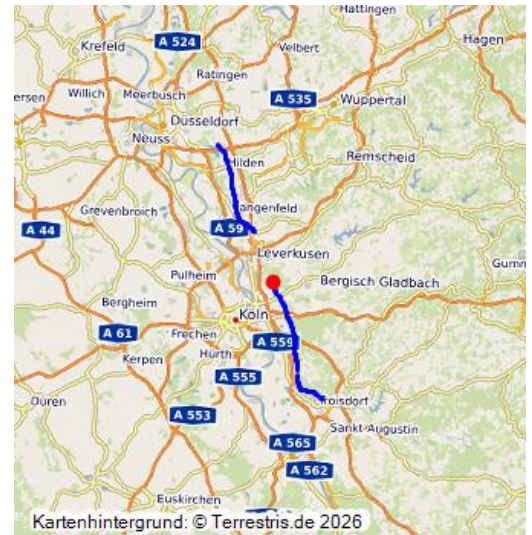 Hattingen
Krefeld
A 524
Velbert
Hagen
Ratingen
Willich
Meerbusch
A 535
Wuppertal
ersen
Düsseldorf
Neuss
Hilden
Remscheid
Grevenbroich
angenfeld
A 44
A 59
Leverkusen
Pulheim
Gumm
Bergisch Gladbach
Bergheim
Köln
A 61
Frechen
A 559
Hürth
Kerpen
A 555
Düren
Troisdorf
A 553
Sankt Augustin
A 565
A 562
Euskirchen
Kartenhintergrund: © Terrestris.de 2026